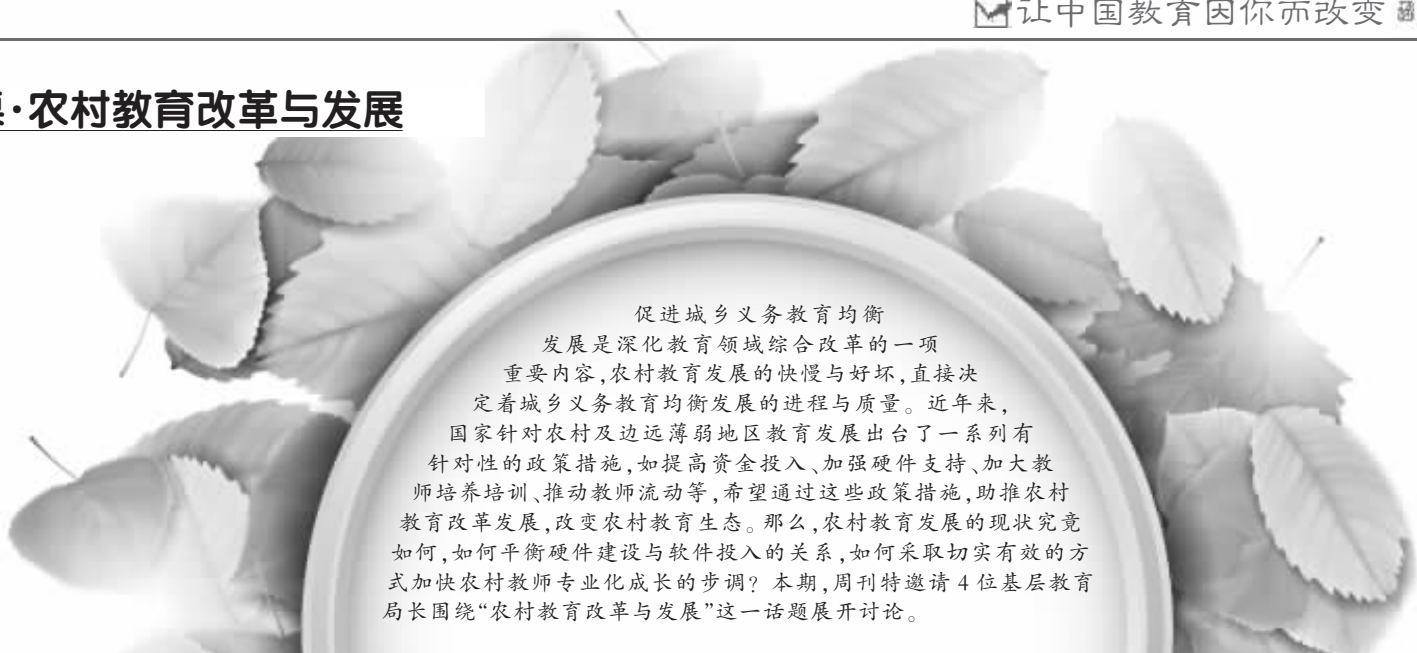 让中国教育因你而改变
·农村教育改革与发展
促进城乡义务教育均衡
发展是深化教育领域综合改革的一项
重要内容,农村教育发展的快慢与好坏,直接决
定着城乡义务教育均衡发展的进程与质量。近年来,
国家针对农村及边远薄弱地区教育发展出台了一系列有
针对性的政策措施,如提高资金投入、加强硬件支持、加大教
师培养培训、推动教师流动等,希望通过这些政策措施,助推农村
教育改革发展,改变农村教育生态。那么,农村教育发展的现状究竟
如何,如何平衡硬件建设与软件投入的关系,如何采取切实有效的方
式加快农村教师专业化成长的步调? 本期,周刊特邀请 4 位基层教育
局长围绕“农村教育改革与发展”这一话题展开讨论。